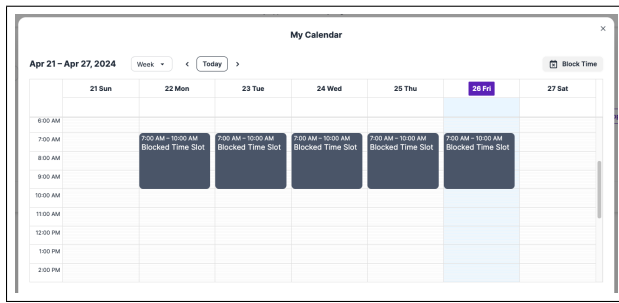 My Calendar
×
Apr 21 – Apr 27, 2024 Week Today Block Time
21 Sun 22 Mon 23 Tue 24 Wed 25 Thu 26 Fri 27 Sat
6:00 AM
7:00 AM 7:00 AM – 10:00 AM 7:00 AM – 10:00 AM 7:00 AM – 10:00 AM 7:00 AM – 10:00 AM 7:00 AM – 10:00 AM
Blocked Time Slot Blocked Time Slot Blocked Time Slot Blocked Time Slot Blocked Time Slot
8:00 AM
9:00 AM
10:00 AM
11:00 AM
12:00 PM
1:00 PM
2:00 PM